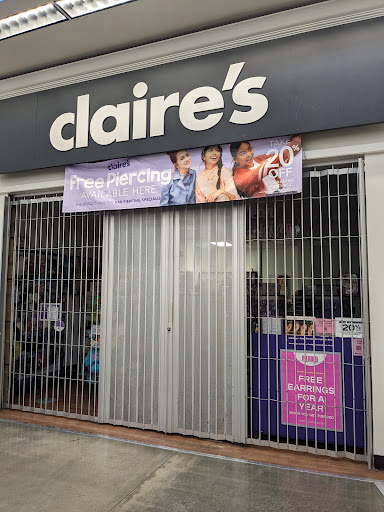 claire's
claire's
Free Piercing
AVAILABLE HERE
TAKE
20%
OFF
20%
FREE
EARRINGS
FOR A
YEAR